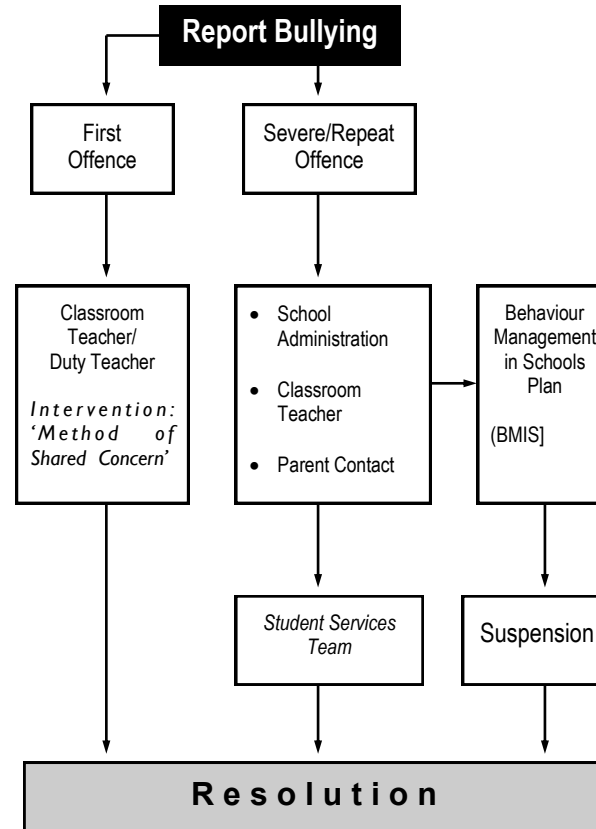 Report Bullying
First
Offence
Severe/Repeat
Offence
Classroom
Teacher/
Duty Teacher
Intervention:
‘Method of
Shared Concern’
• School
Administration
• Classroom
Teacher
• Parent Contact
Behaviour
Management
in Schools
Plan
(BMIS]
Student Services
Team
Suspension
Resolution